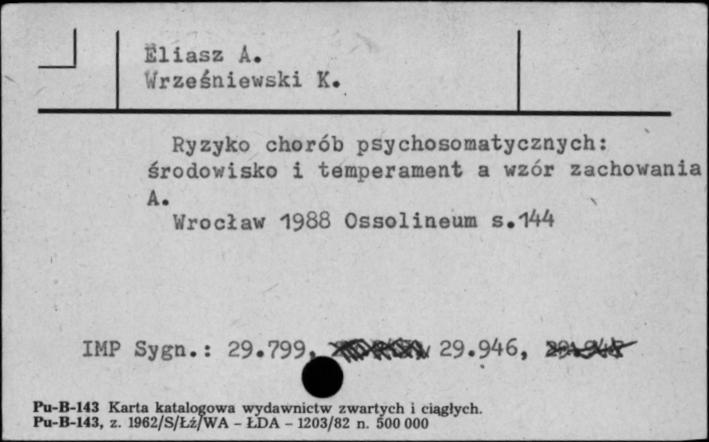 Eliasz A.
Wrześniewski K.
Ryzyko chorób psychosomatycznych:
środowisko i temperament a wzór zachowania
A.
Wrocław 1988 Ossolineum s.144
IMP Sygn.: 29.799, 29.946,
Pu-B-143 Karta katalogowa wydawnictw zwartych i ciągłych.
Pu-B-143, z. 1962/S/Łż/WA - ŁDA - 1203/82 n. 500 000